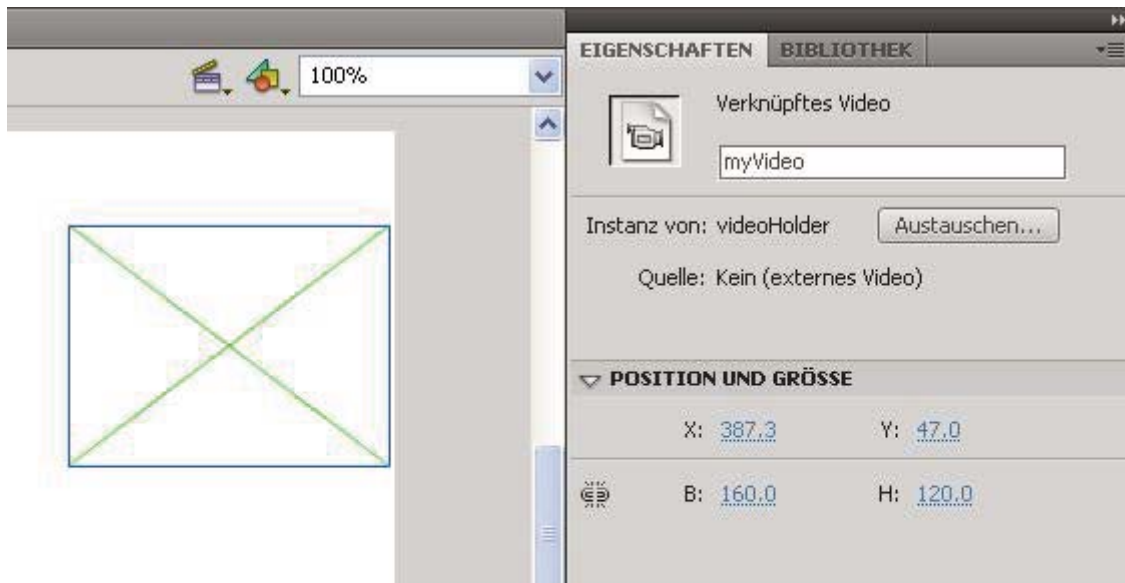 EIGENSCHAFTEN BIBLIOTHEK
100%
Verknüpftes Video
myVideo
Instanz von: videoHolder Austauschen...
Quelle: Kein (externes Video)
POSITION UND GRÖSSE
X: 387,3 Y: 47,0
B: 160,0 H: 120,0